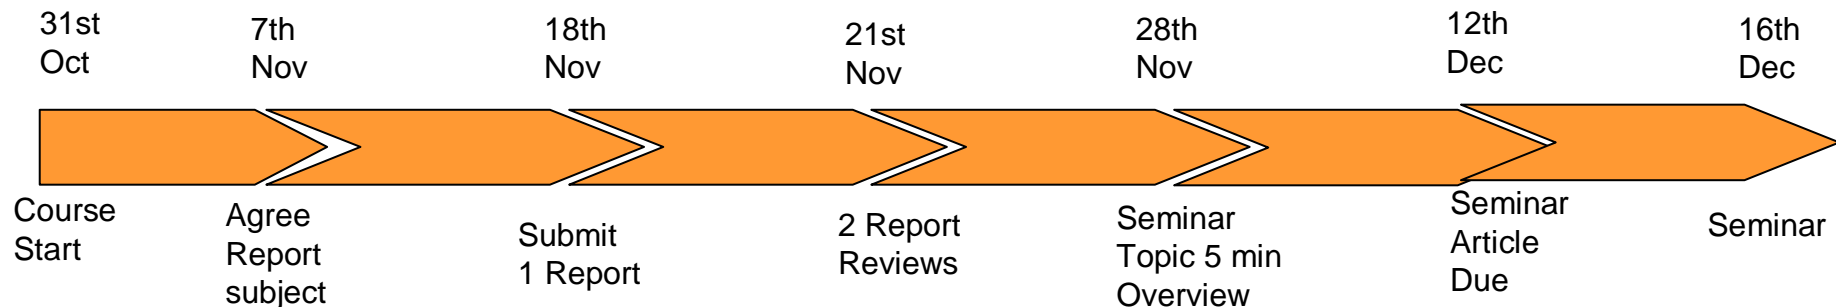 31st
Oct
7th
Nov
18th
Nov
21st
Nov
28th
Nov
12th
Dec
16th
Dec
Course
Start
Agree
Report
subject
Submit
1 Report
2 Report
Reviews
Seminar
Topic 5 min
Overview
Seminar
Article
Due
Seminar